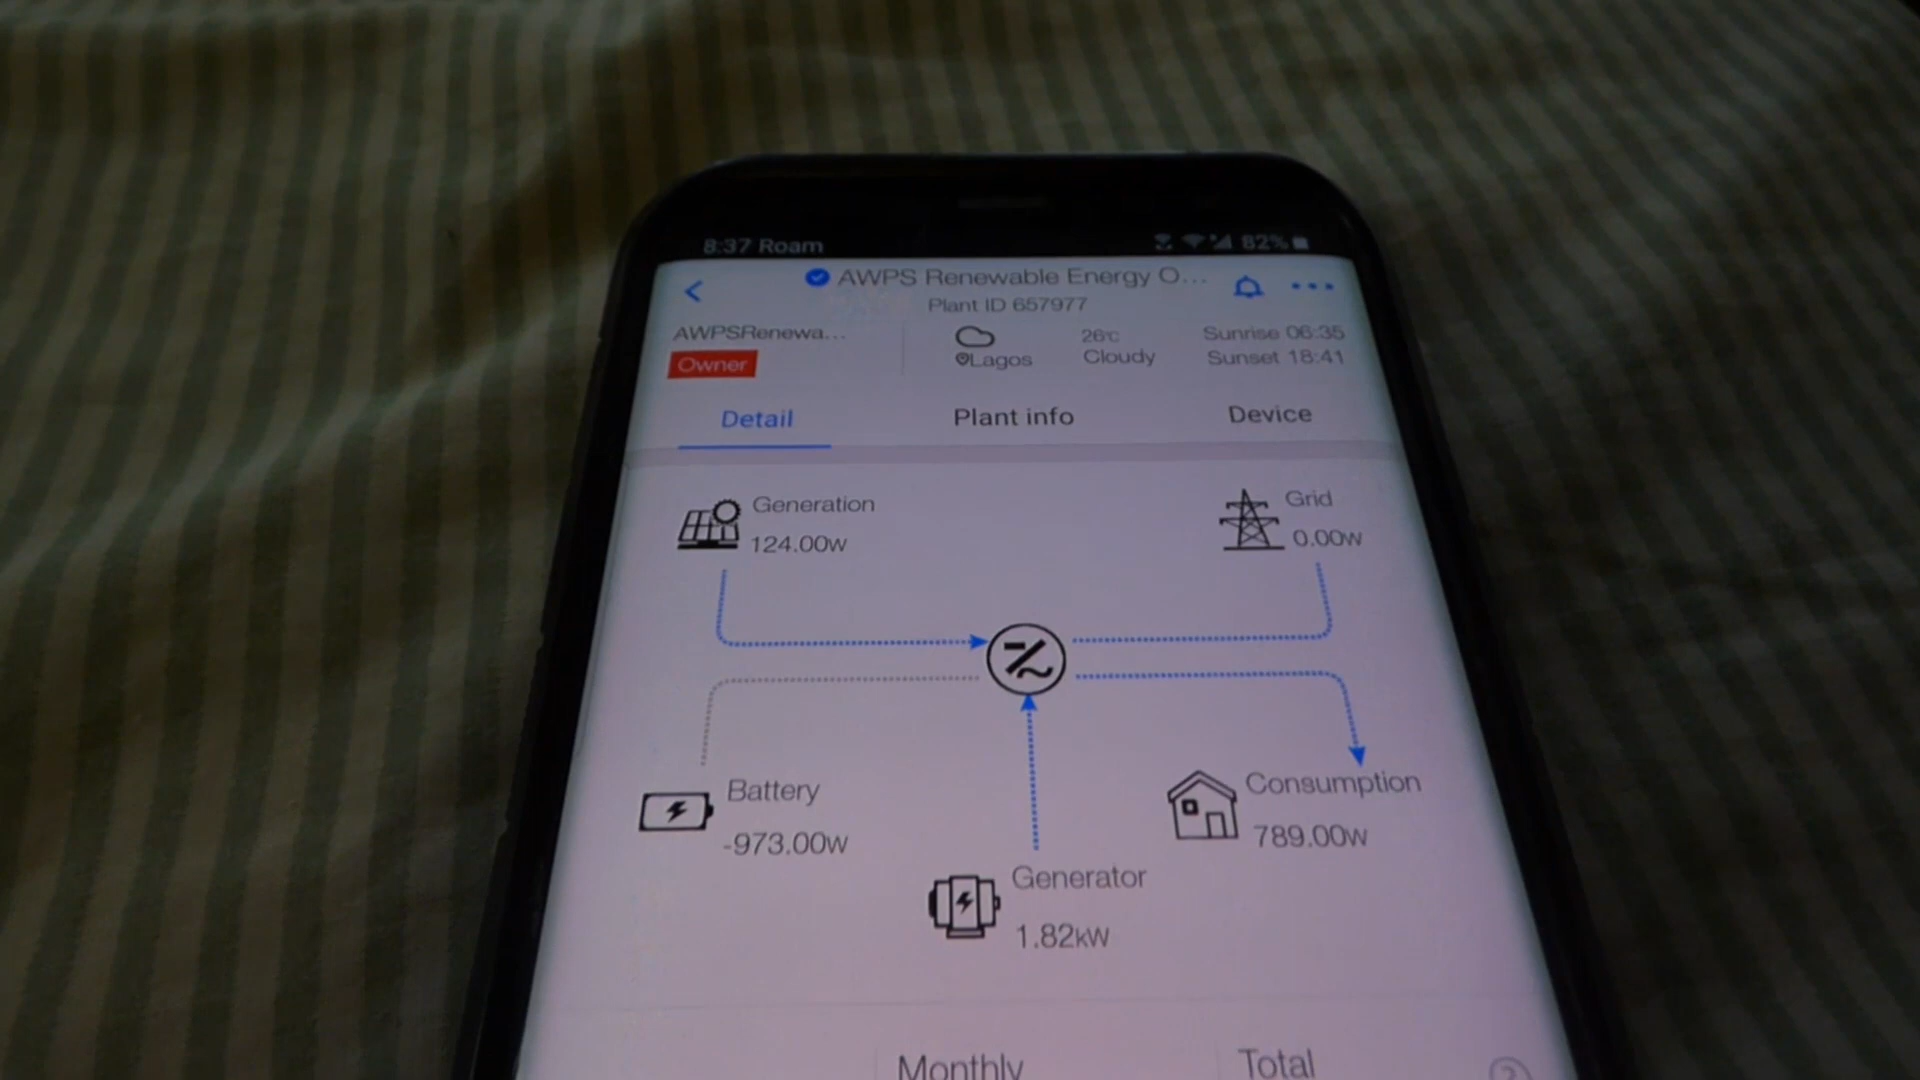 8:37 Roam
82%
AWPS Renewable Energy O...
Plant ID 657977
AWPSRenewa...
Owner
Lagos
26°C
Cloudy
Sunrise 06:35
Sunset 18:41
Detail
Plant info
Device
Generation
124.00w
Grid
0.00w
Battery
-973.00w
Consumption
789.00w
Generator
1.82kW
Monthly
Total
?